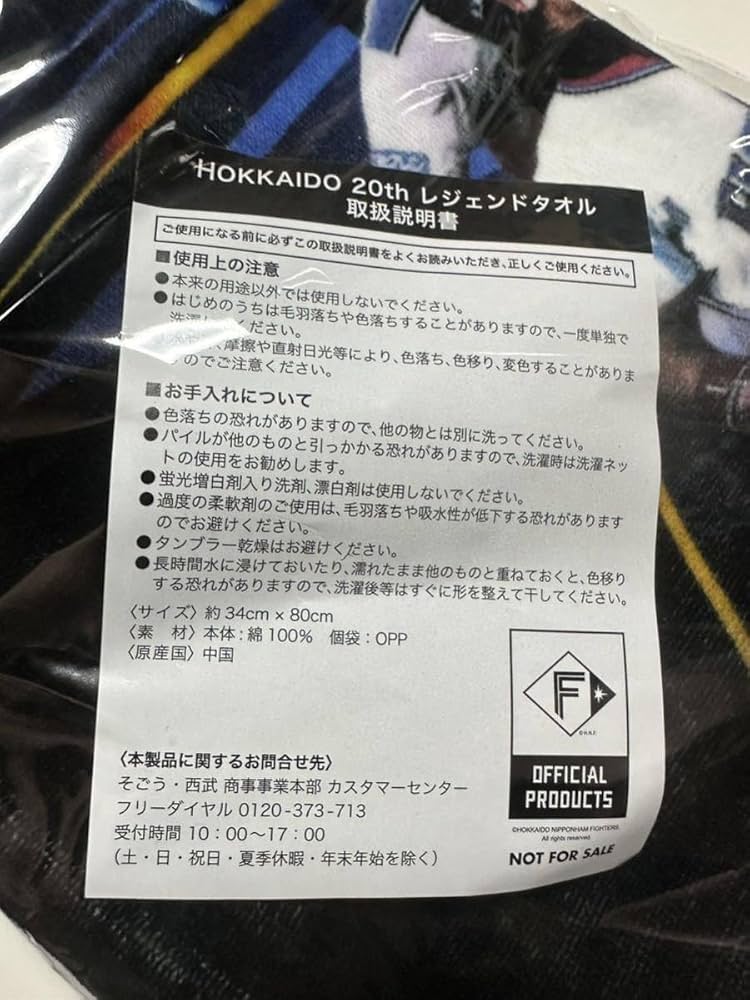 HOKKAIDO 20th レジェンドタオル
取扱説明書
ご使用になる前に必ずこの取扱説明書をよくお読みいただき、正しくご使用ください。
■使用上の注意
●本来の用途以外では使用しないでください。
●はじめのうちは毛羽落ちや色落ちすることがありますので、一度単独で
洗濯してください。
摩擦や直射日光等により、色落ち、色移り、変色することがありま
すのでご注意ください。
■お手入れについて
●色落ちの恐れがありますので、他の物とは別に洗ってください。
●パイルが他のものと引っかかる恐れがありますので、洗濯時は洗濯ネッ
トの使用をお勧めします。
●蛍光増白剤入り洗剤、漂白剤は使用しないでください。
●過度の柔軟剤のご使用は、毛羽落ちや吸水性が低下する恐れがあります
のでお避けください。
●タンブラー乾燥はお避けください。
●長時間水に浸けておいたり、濡れたまま他のものと重ねておくと、色移り
する恐れがありますので、洗濯後等はすぐに形を整えて干してください。
〈サイズ〉約34cm×80cm
〈素　材〉本体：綿100%　個袋：OPP
〈原産国〉中国
〈本製品に関するお問合せ先〉
そごう・西武 商事事業本部 カスタマーセンター
フリーダイヤル 0120-373-713
受付時間 10：00～17：00
（土・日・祝日・夏季休暇・年末年始を除く）
F
©H.N.F.
OFFICIAL
PRODUCTS
©HOKKAIDO NIPPONHAM FIGHTERS.
All rights reserved.
NOT FOR SALE